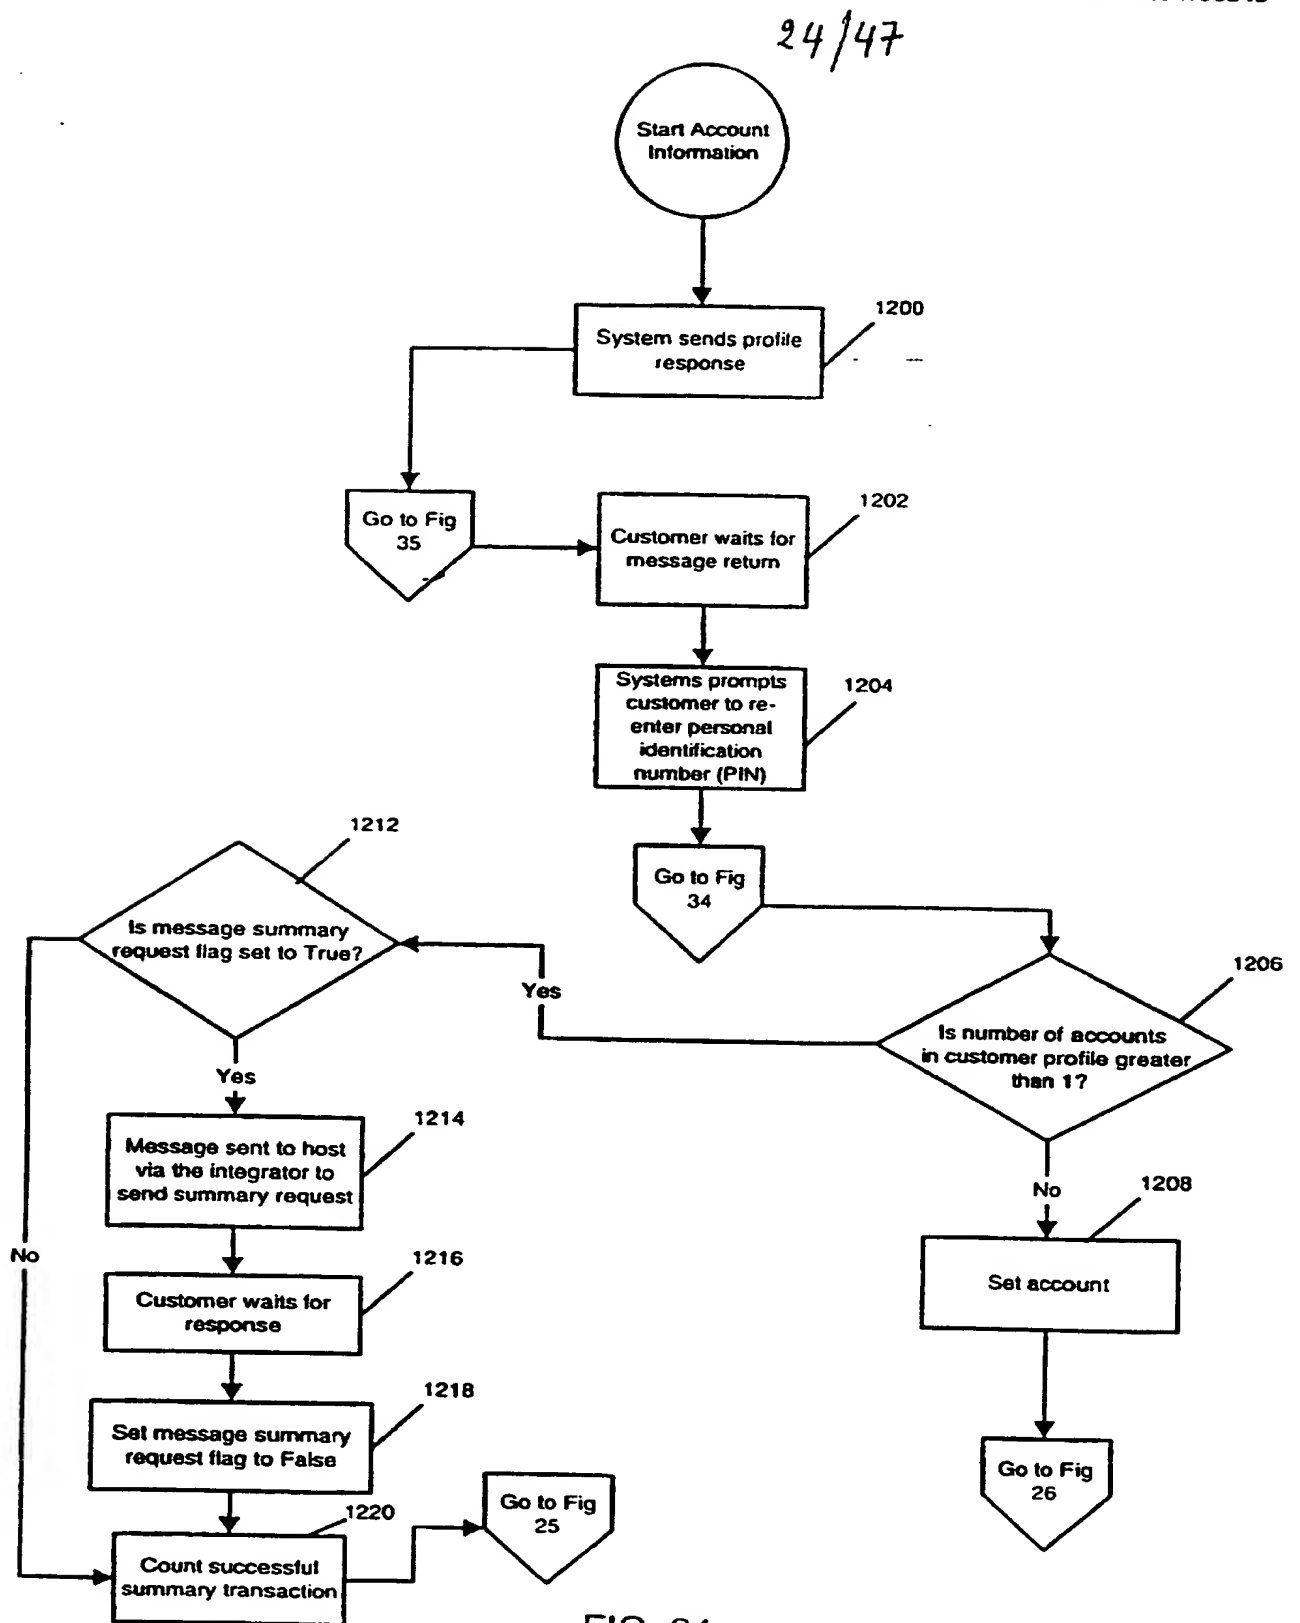 24/47
Start Account
Information
1200
System sends profile
response
Go to Fig
35
1202
Customer waits for
message return
1204
Systems prompts
customer to re-
enter personal
identification
number (PIN)
Go to Fig
34
1212
Is message summary
request flag set to True?
1206
Is number of accounts
in customer profile greater
than 1?
Yes
Yes
No
1214
Message sent to host
via the integrator to
send summary request
No
1208
Set account
1216
Customer waits for
response
1218
Set message summary
request flag to False
Go to Fig
26
Go to Fig
25
1220
Count successful
summary transaction